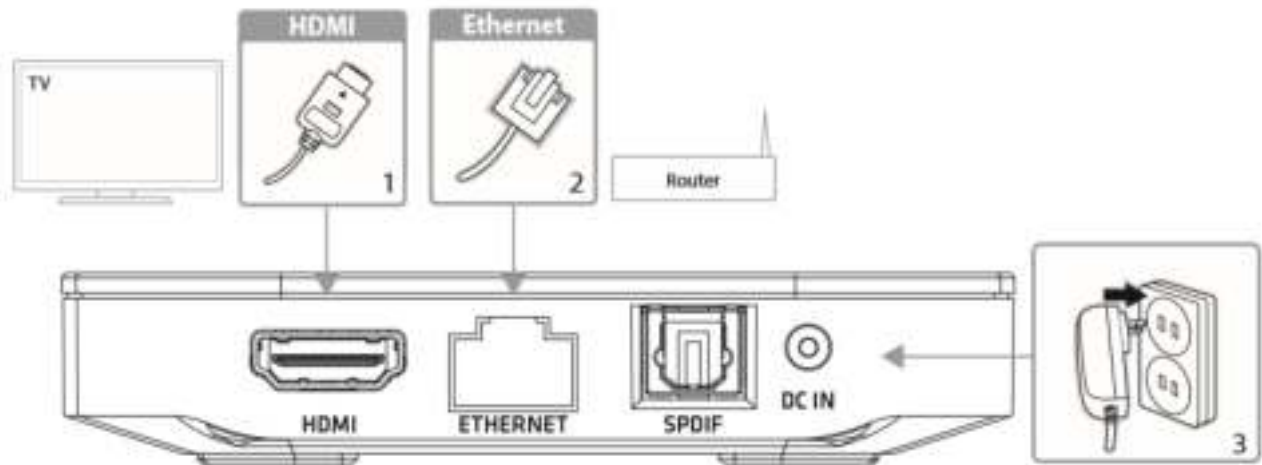 HDMI
Ethernet
TV
1
2
Router
3
HDMI
ETHERNET
SPDIF
DC IN